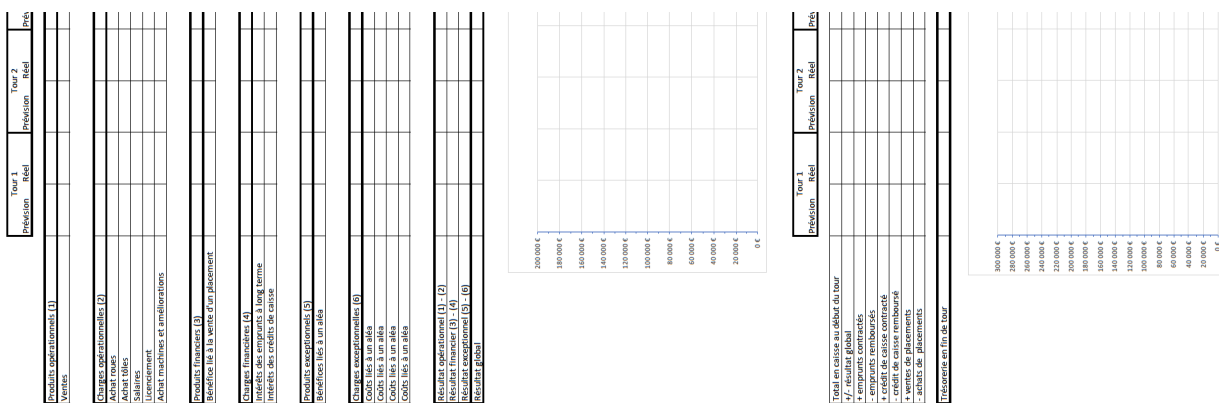 Tour 1 Tour 2
Prévision Réel Prévision Réel
Produits opérationnels (1)
Ventes
Charges opérationnelles (2)
Achat roues
Achat tôles
Salaires
Licenciement
Achat machines et améliorations
Produits financiers (3)
Bénéfice lié à la vente d'un placement
Charges financières (4)
Intérêts des emprunts à long terme
Intérêts des crédits de caisse
Produits exceptionnels (5)
Bénéfices liés à un aléa
Charges exceptionnelles (6)
Coûts liés à un aléa
Coûts liés à un aléa
Coûts liés à un aléa
Coûts liés à un aléa
Résultat opérationnel (1) - (2)
Résultat financier (3) - (4)
Résultat exceptionnel (5) - (6)
Résultat global
200 000 €
180 000 €
160 000 €
140 000 €
120 000 €
100 000 €
80 000 €
60 000 €
40 000 €
20 000 €
0 €
Tour 1 Tour 2
Prévision Réel Prévision Réel
Total en caisse au début du tour
+/- résultat global
+ emprunts contractés
- emprunts remboursés
+ crédit de caisse contracté
- crédit de caisse remboursé
+ ventes de placements
- achats de placements
Trésorerie en fin de tour
300 000 €
280 000 €
260 000 €
240 000 €
220 000 €
200 000 €
180 000 €
160 000 €
140 000 €
120 000 €
100 000 €
80 000 €
60 000 €
40 000 €
20 000 €
0 €